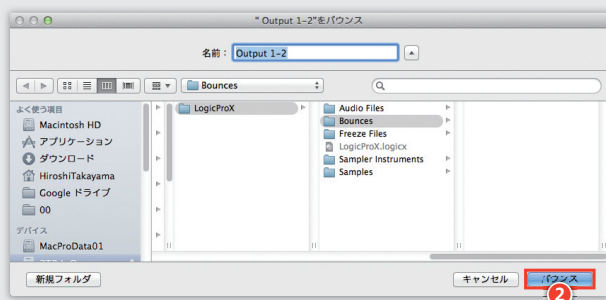 " Output 1-2"をバウンス
名前： Output 1-2
Bounces
よく使う項目
Macintosh HD
アプリケーション
ダウンロード
HiroshiTakayama
Google ドライブ
00
デバイス
MacProData01
LogicProX
Audio Files
Bounces
Freeze Files
LogicProX.logicx
Sampler Instruments
Samples
新規フォルダ
キャンセル
バウンス
2